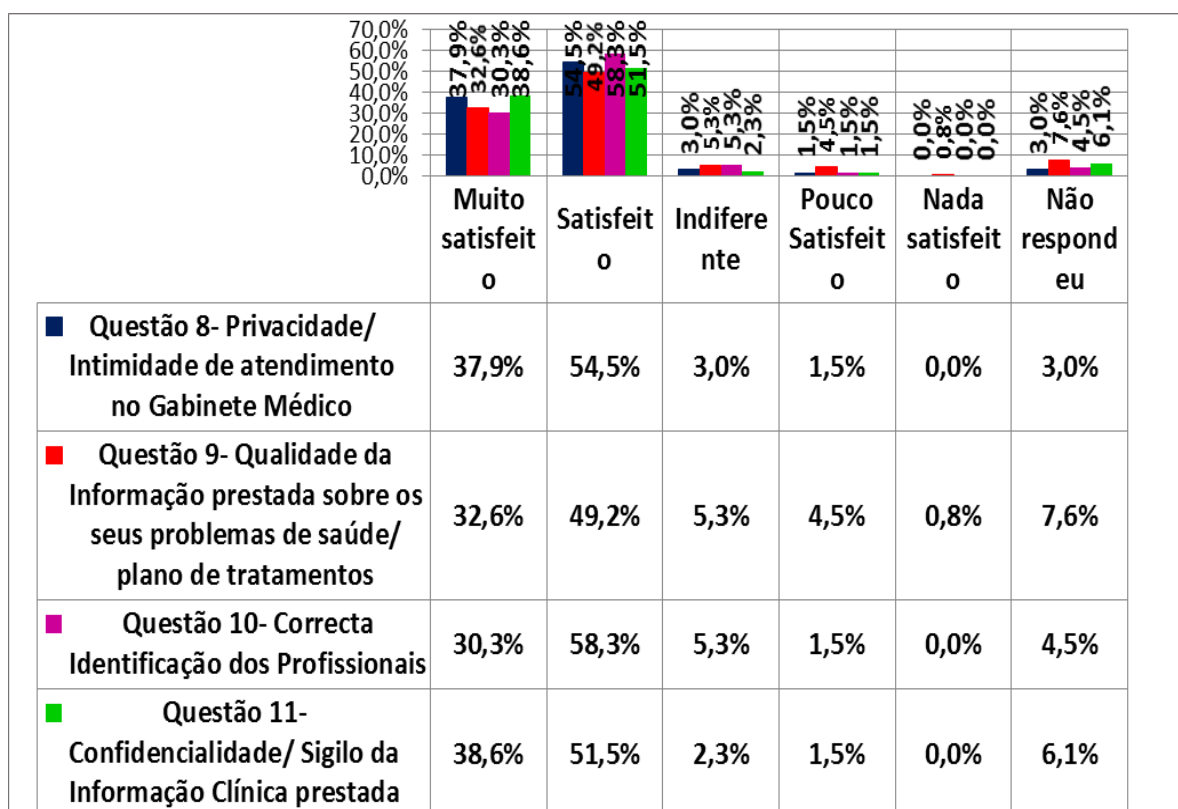 70,0%
60,0%
50,0%
40,0%
30,0%
20,0%
10,0%
0,0%
37,9%
32,6%
30,3%
38,6%
54,5%
49,2%
58,3%
51,5%
3,0%
5,3%
5,3%
2,3%
1,5%
4,5%
1,5%
1,5%
0,0%
0,8%
0,0%
0,0%
3,0%
7,6%
4,5%
6,1%
Muito
satisfeit
o
Satisfeit
o
Indifere
nte
Pouco
Satisfeit
o
Nada
satisfeit
o
Não
respond
eu
Questão 8- Privacidade/
Intimidade de atendimento
no Gabinete Médico
37,9% 54,5% 3,0% 1,5% 0,0% 3,0%
Questão 9- Qualidade da
Informação prestada sobre os
seus problemas de saúde/
plano de tratamentos
32,6% 49,2% 5,3% 4,5% 0,8% 7,6%
Questão 10- Correcta
Identificação dos Profissionais
30,3% 58,3% 5,3% 1,5% 0,0% 4,5%
Questão 11-
Confidencialidade/ Sigilo da
Informação Clínica prestada
38,6% 51,5% 2,3% 1,5% 0,0% 6,1%